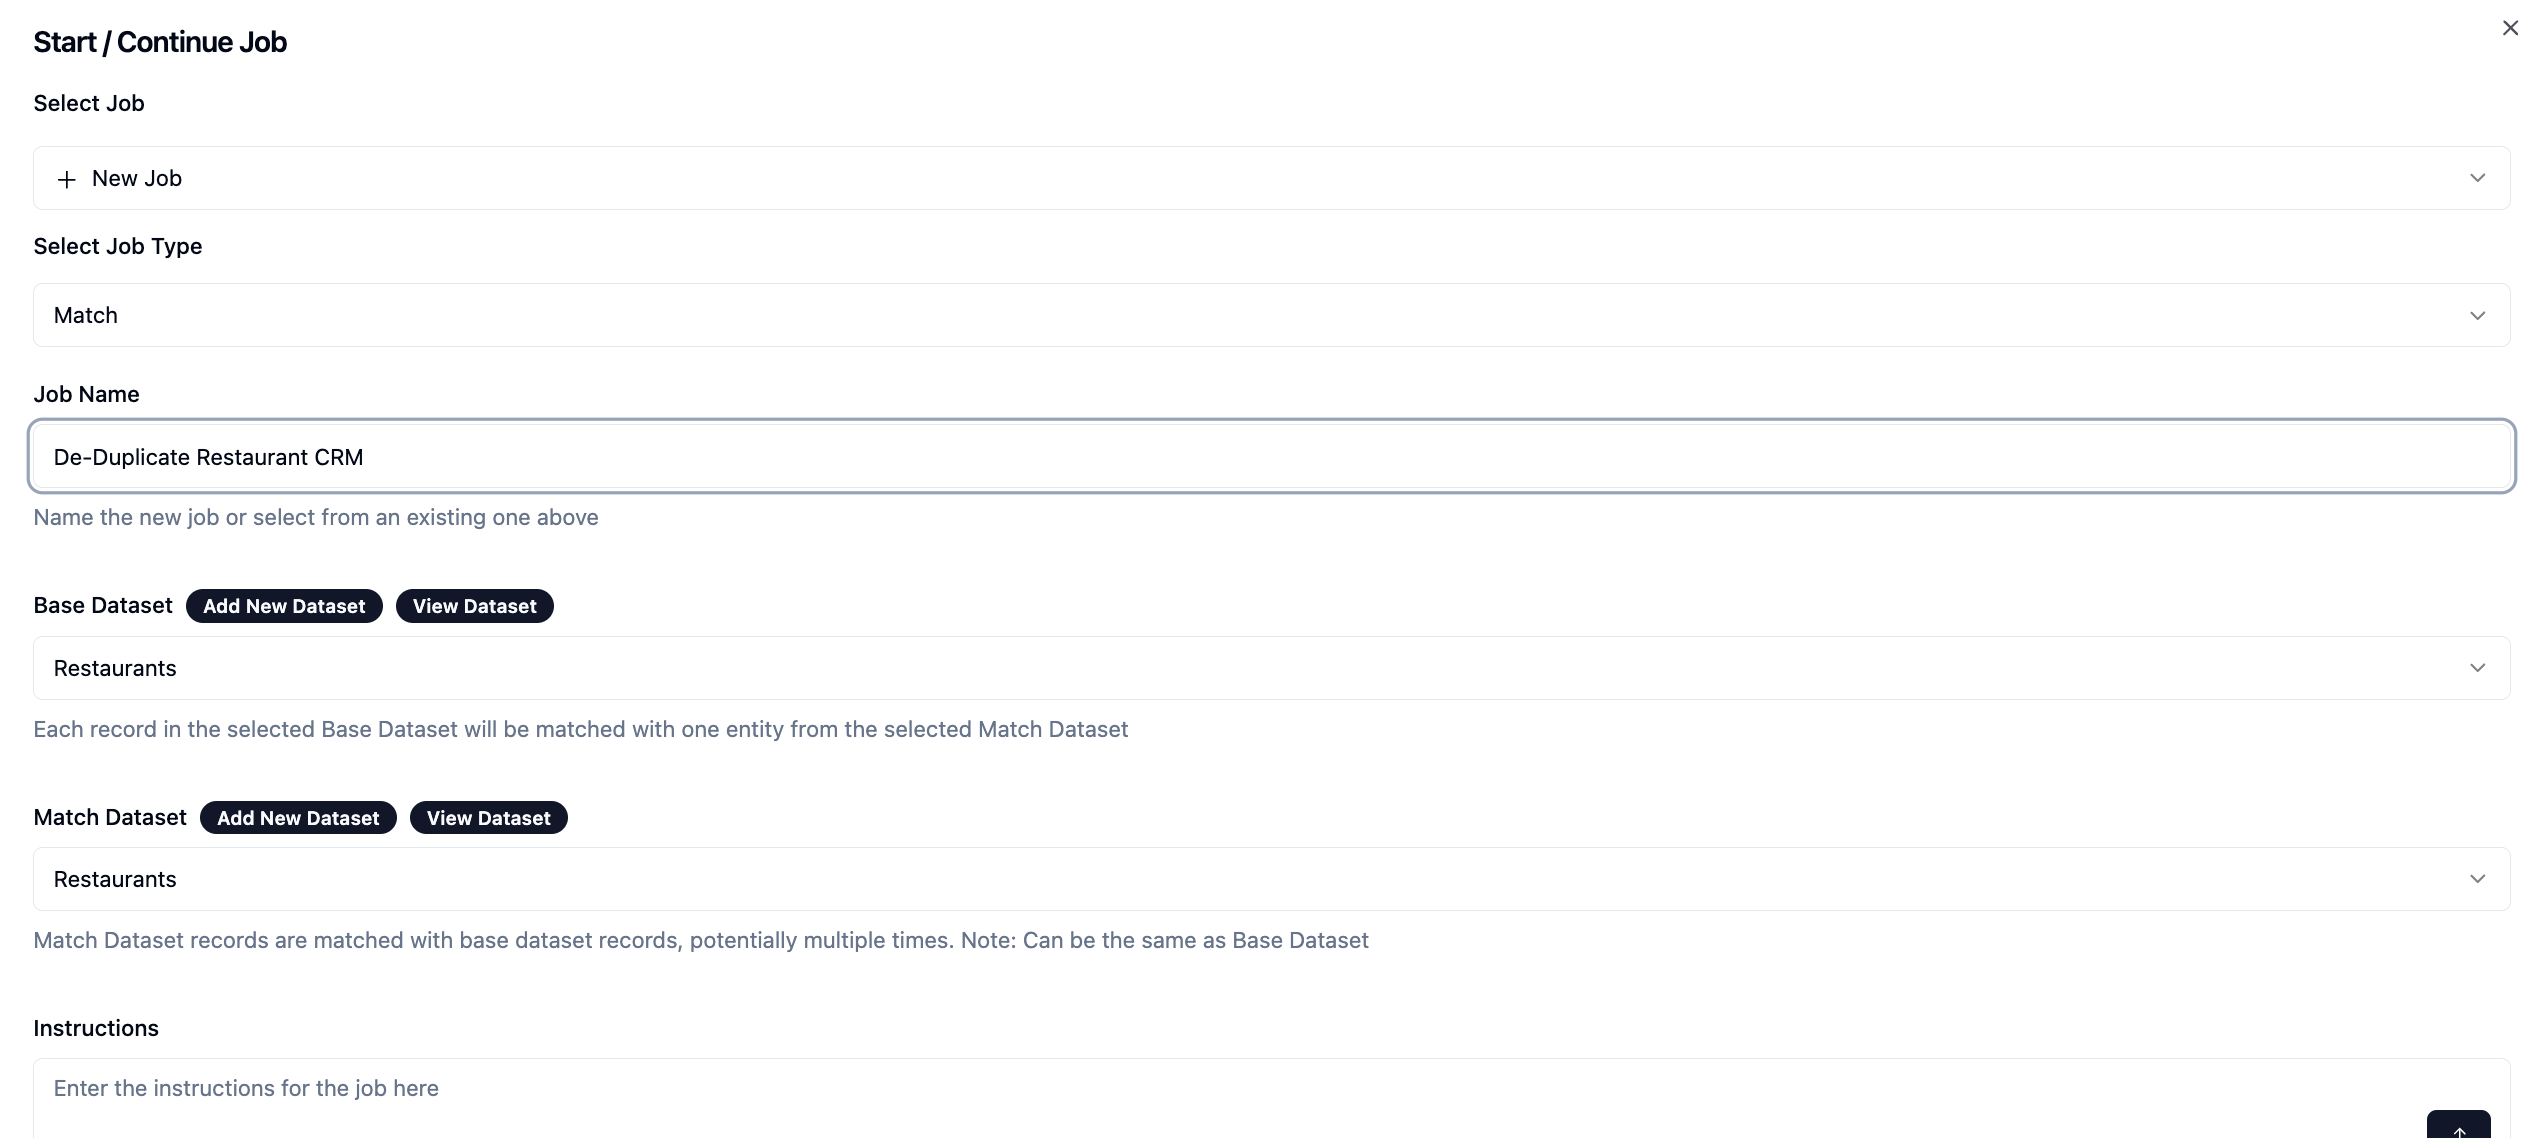 Start / Continue Job
Select Job
New Job
Select Job Type
Match
Job Name
De-Duplicate Restaurant CRM
Name the new job or select from an existing one above
Base Dataset Add New Dataset View Dataset
Restaurants
Each record in the selected Base Dataset will be matched with one entity from the selected Match Dataset
Match Dataset Add New Dataset View Dataset
Restaurants
Match Dataset records are matched with base dataset records, potentially multiple times. Note: Can be the same as Base Dataset
Instructions
Enter the instructions for the job here